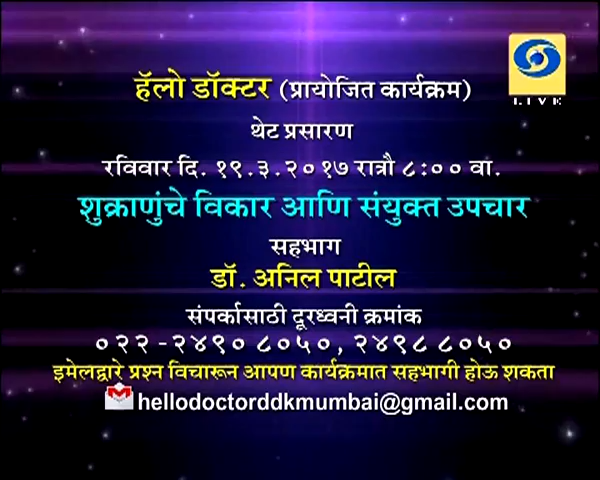 LIVE
हॅलो डॉक्टर (प्रायोजित कार्यक्रम)
थेट प्रसारण
रविवार दि. १९.३.२०१७ रात्रौ ८:०० वा.
शुक्राणुंचे विकार आणि संयुक्त उपचार
सहभाग
डॉ. अनिल पाटील
संपर्कासाठी दूरध्वनी क्रमांक
०२२ -२४९० ८०५०, २४९८ ८०५०
इमेलद्वारे प्रश्न विचारून आपण कार्यक्रमात सहभागी होऊ शकता
hellodoctorddkmumbai@gmail.com